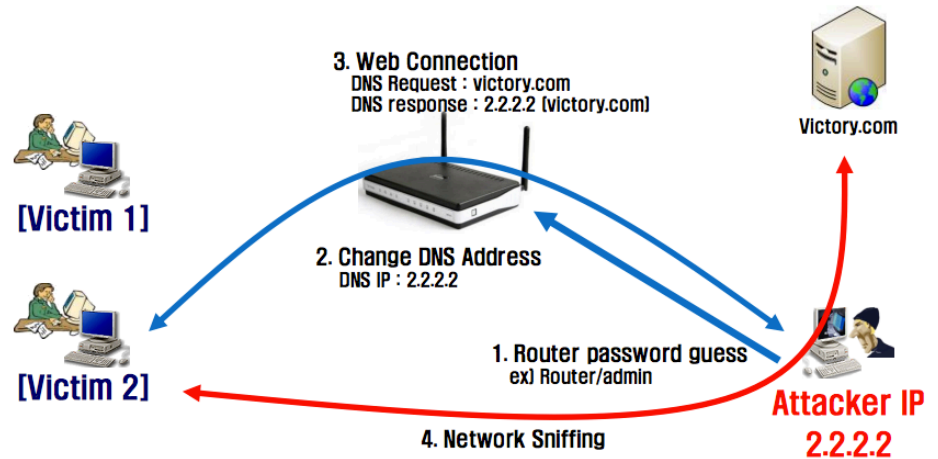 3. Web Connection
DNS Request : victory.com
DNS response : 2.2.2.2 (victory.com)
Victory.com
[Victim 1]
2. Change DNS Address
DNS IP : 2.2.2.2
[Victim 2]
1. Router password guess
ex) Router/admin
4. Network Sniffing
Attacker IP
2.2.2.2